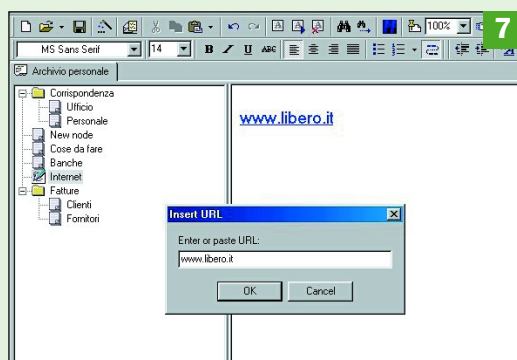 100%
7
MS Sans Serif 14 B I U ABC
Archivio personale
Corrispondenza
Ufficio
Personale
New node
Cose da fare
Banche
Internet
Fatture
Clienti
Fornitori
www.libero.it
Insert URL
Enter or paste URL:
www.libero.it
OK Cancel